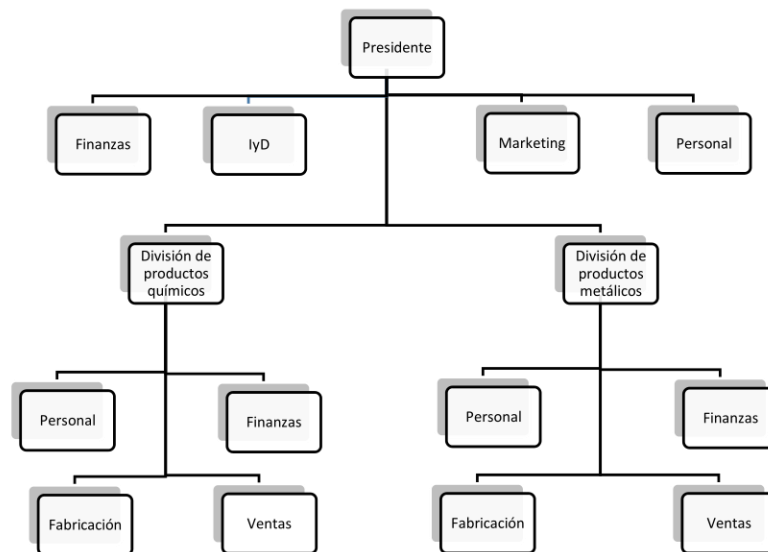 Presidente
Finanzas
IyD
Marketing
Personal
División de
productos
químicos
División de
productos
metálicos
Personal
Finanzas
Personal
Finanzas
Fabricación
Ventas
Fabricación
Ventas